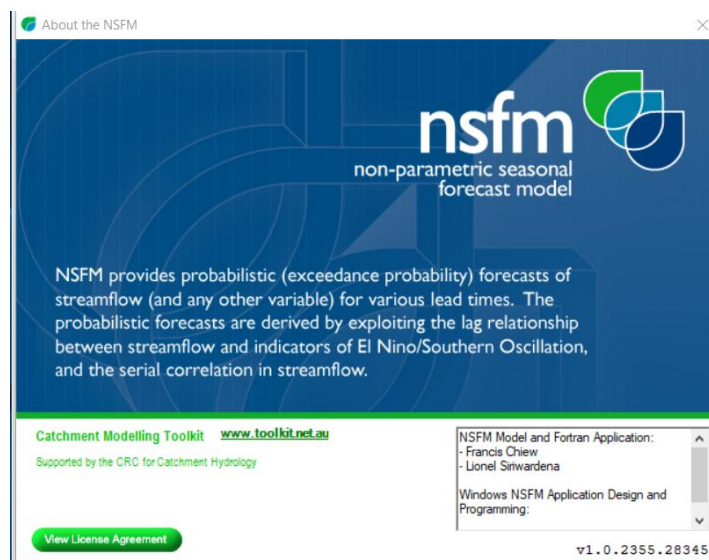 About the NSFM
nsfm
non-parametric seasonal
forecast model
NSFM provides probabilistic (exceedance probability) forecasts of
streamflow (and any other variable) for various lead times. The
probabilistic forecasts are derived by exploiting the lag relationship
between streamflow and indicators of El Nino/Southern Oscillation,
and the serial correlation in streamflow.
Catchment Modelling Toolkit www.toolkit.net.au
Supported by the CRC for Catchment Hydrology
NSFM Model and Fortran Application:
- Francis Chiew
- Lionel Siriwardena
Windows NSFM Application Design and
Programming:
View License Agreement
v1.0.2355.28345